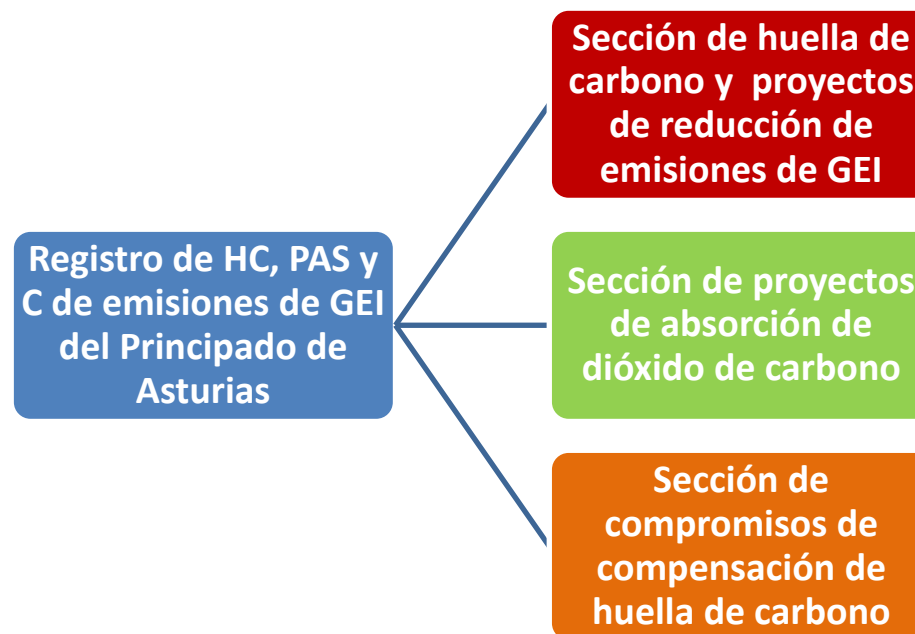 Sección de huella de
carbono y proyectos
de reducción de
emisiones de GEI
Registro de HC, PAS y
C de emisiones de GEI
del Principado de
Asturias
Sección de proyectos
de absorción de
dióxido de carbono
Sección de
compromisos de
compensación de
huella de carbono